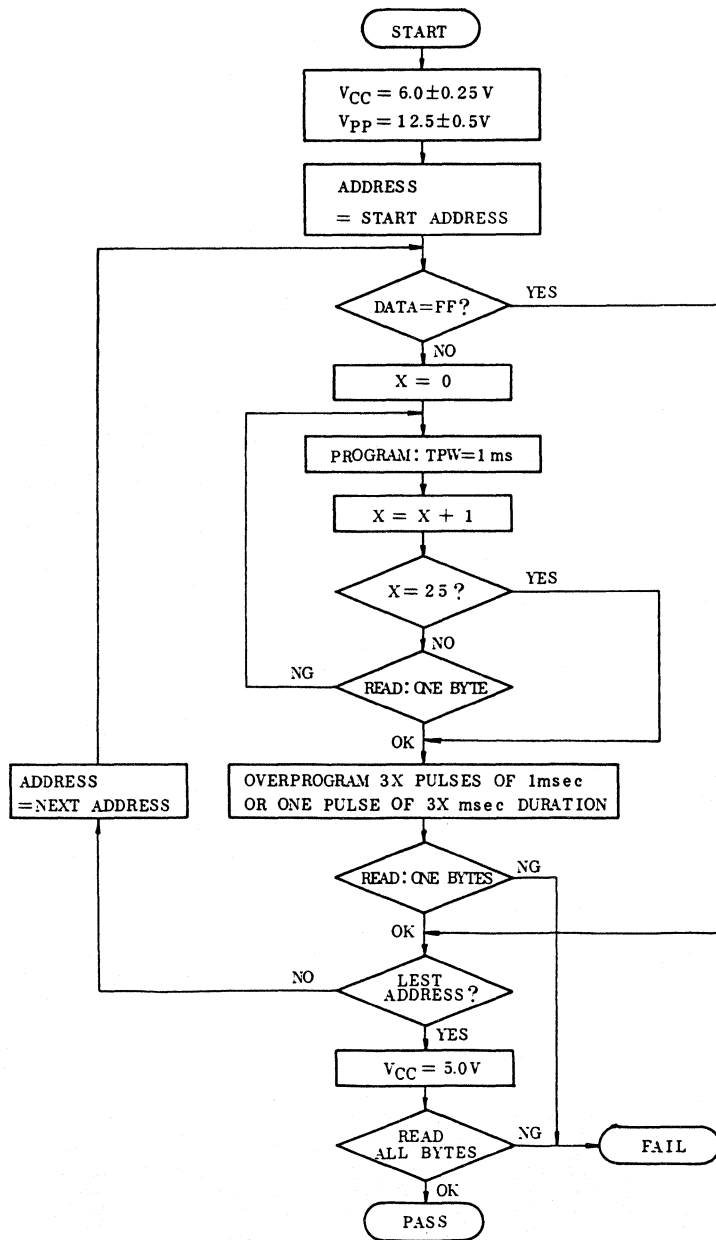 START
VCC = 6.0±0.25 V
VPP = 12.5±0.5V
ADDRESS
= START ADDRESS
DATA=FF?
YES
NO
X = 0
PROGRAM: TPW=1 ms
X = X + 1
X = 25?
YES
NO
NG
READ: ONE BYTE
OK
ADDRESS
=NEXT ADDRESS
OVERPROGRAM 3X PULSES OF 1msec
OR ONE PULSE OF 3X msec DURATION
READ: ONE BYTES
NG
OK
NO
LEST
ADDRESS?
YES
VCC = 5.0V
READ
ALL BYTES
NG
FAIL
OK
PASS